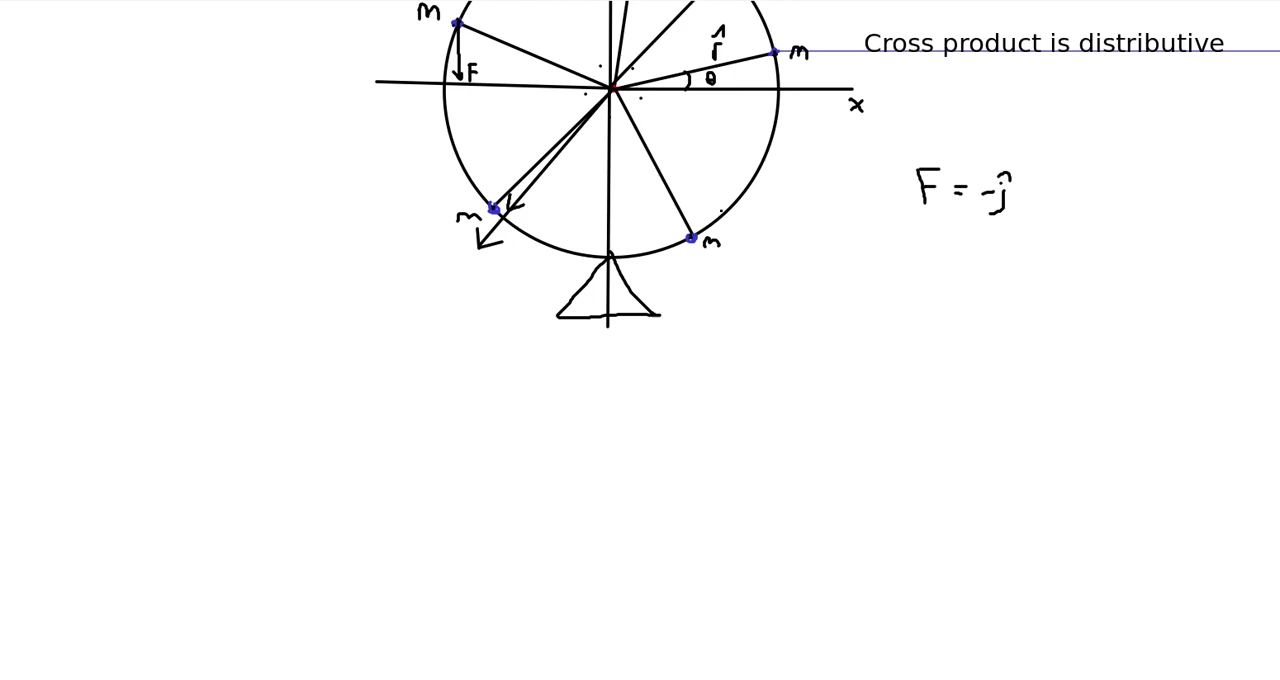 m
Cross product is distributive
r̂
m
F
θ
x
F = -ĵ
m
m